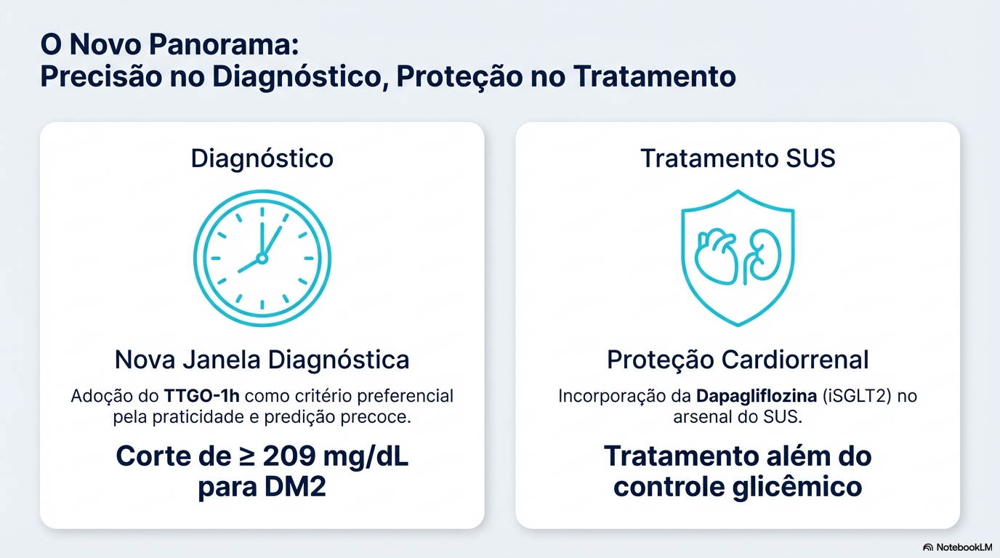 O Novo Panorama:
Precisão no Diagnóstico, Proteção no Tratamento
Diagnóstico
Nova Janela Diagnóstica
Adoção do TTGO-1h como critério preferencial
pela praticidade e predição precoce.
Corte de ≥ 209 mg/dL
para DM2
Tratamento SUS
Proteção Cardiorrenal
Incorporação da Dapagliflozina (iSGLT2) no
arsenal do SUS.
Tratamento além do
controle glicêmico
NotebookLM